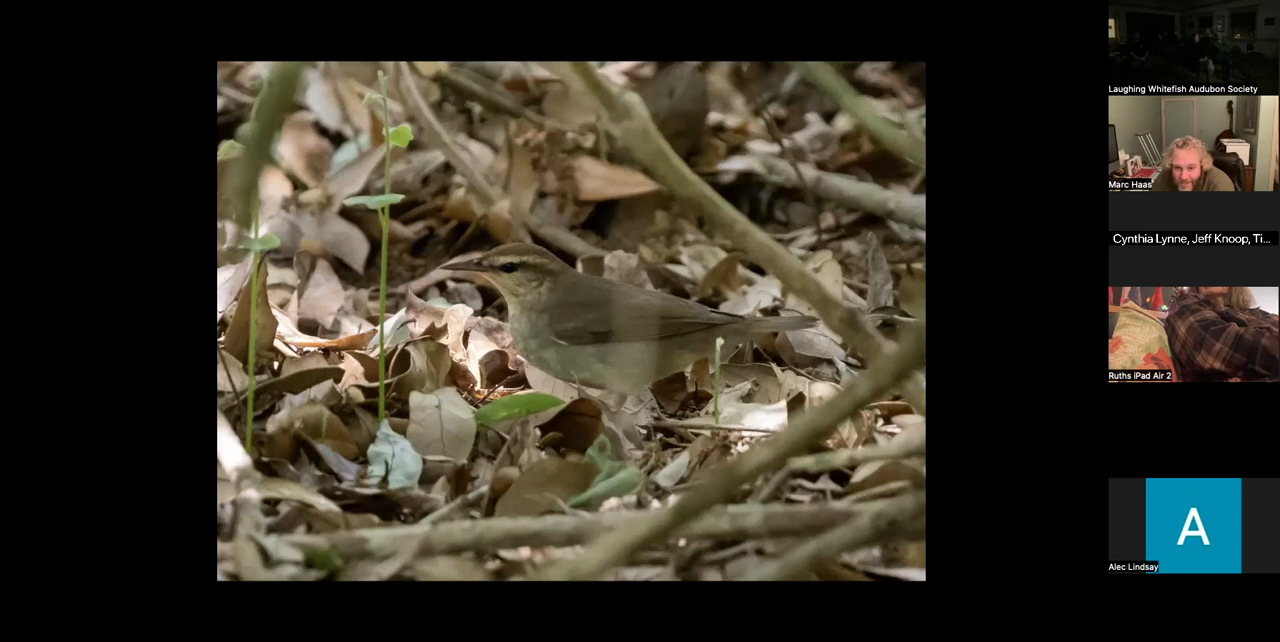 Laughing Whitefish Audubon Society
Marc Haas
Cynthia Lynne, Jeff Knoop, Ti...
Ruths iPad Air 2
A
Alec Lindsay